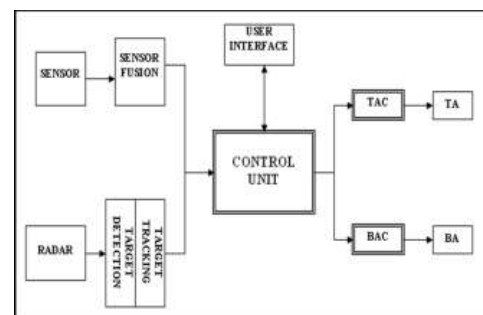 USER
INTERFACE
SENSOR
SENSOR
FUSION
TAC
TA
CONTROL
UNIT
RADAR
TARGET
DETECTION
TARGET
TRACKING
BAC
BA